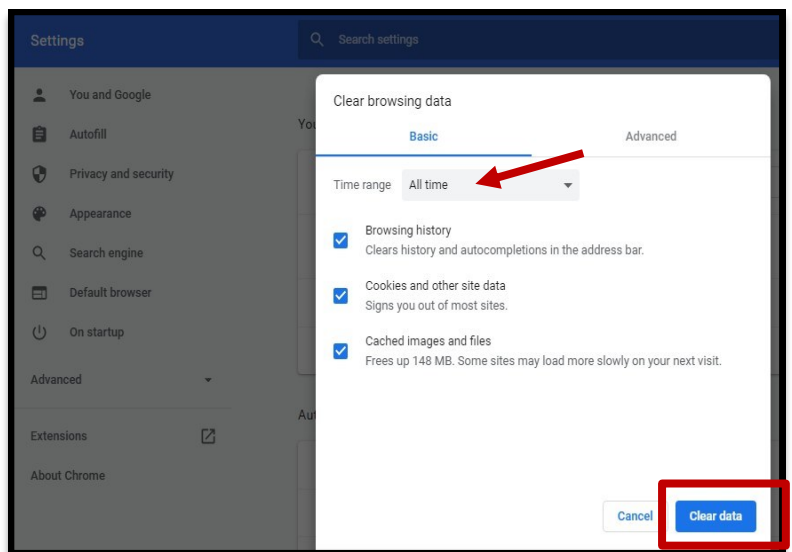 Settings
Search settings
You and Google
Autofill
Privacy and security
Appearance
Search engine
Default browser
On startup
Advanced
Extensions
About Chrome
You
Aut
Clear browsing data
Basic
Advanced
Time range
All time
Browsing history
Clears history and autocompletions in the address bar.
Cookies and other site data
Signs you out of most sites.
Cached images and files
Frees up 148 MB. Some sites may load more slowly on your next visit.
Cancel
Clear data